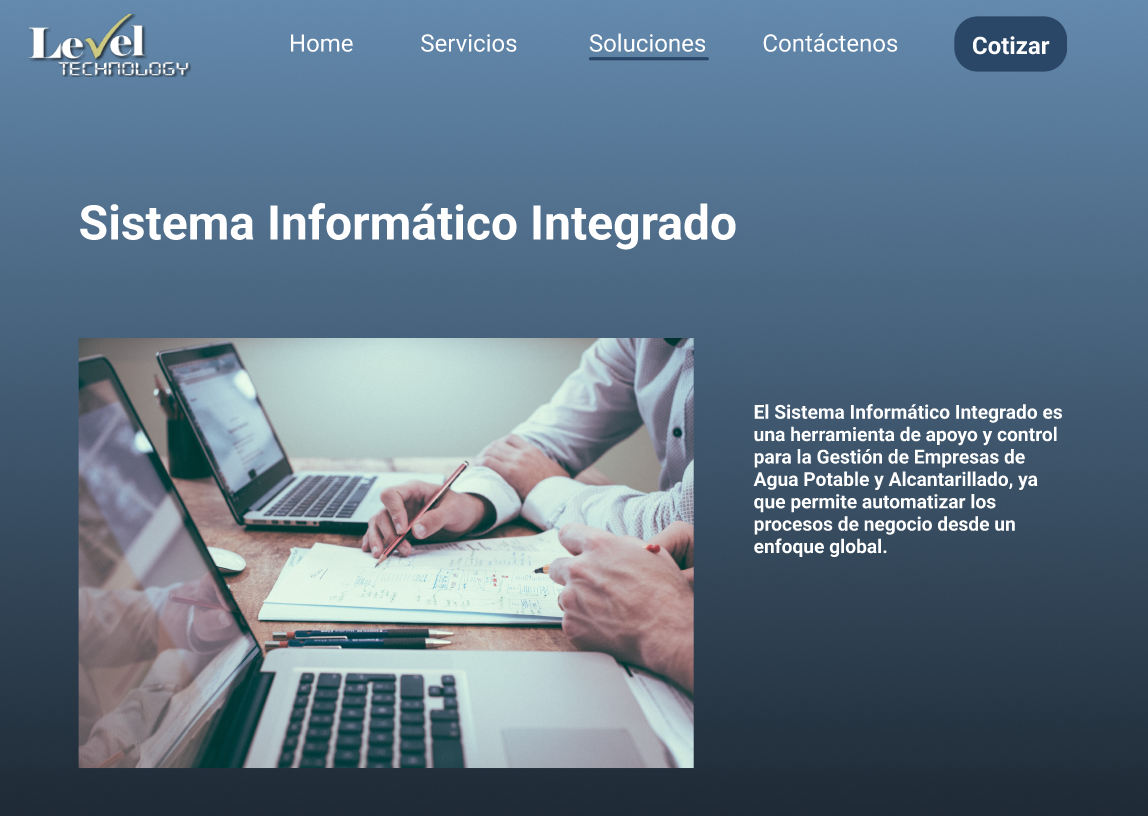 Level
TECHNOLOGY
Home Servicios Soluciones Contáctenos Cotizar
Sistema Informático Integrado
El Sistema Informático Integrado es
una herramienta de apoyo y control
para la Gestión de Empresas de
Agua Potable y Alcantarillado, ya
que permite automatizar los
procesos de negocio desde un
enfoque global.